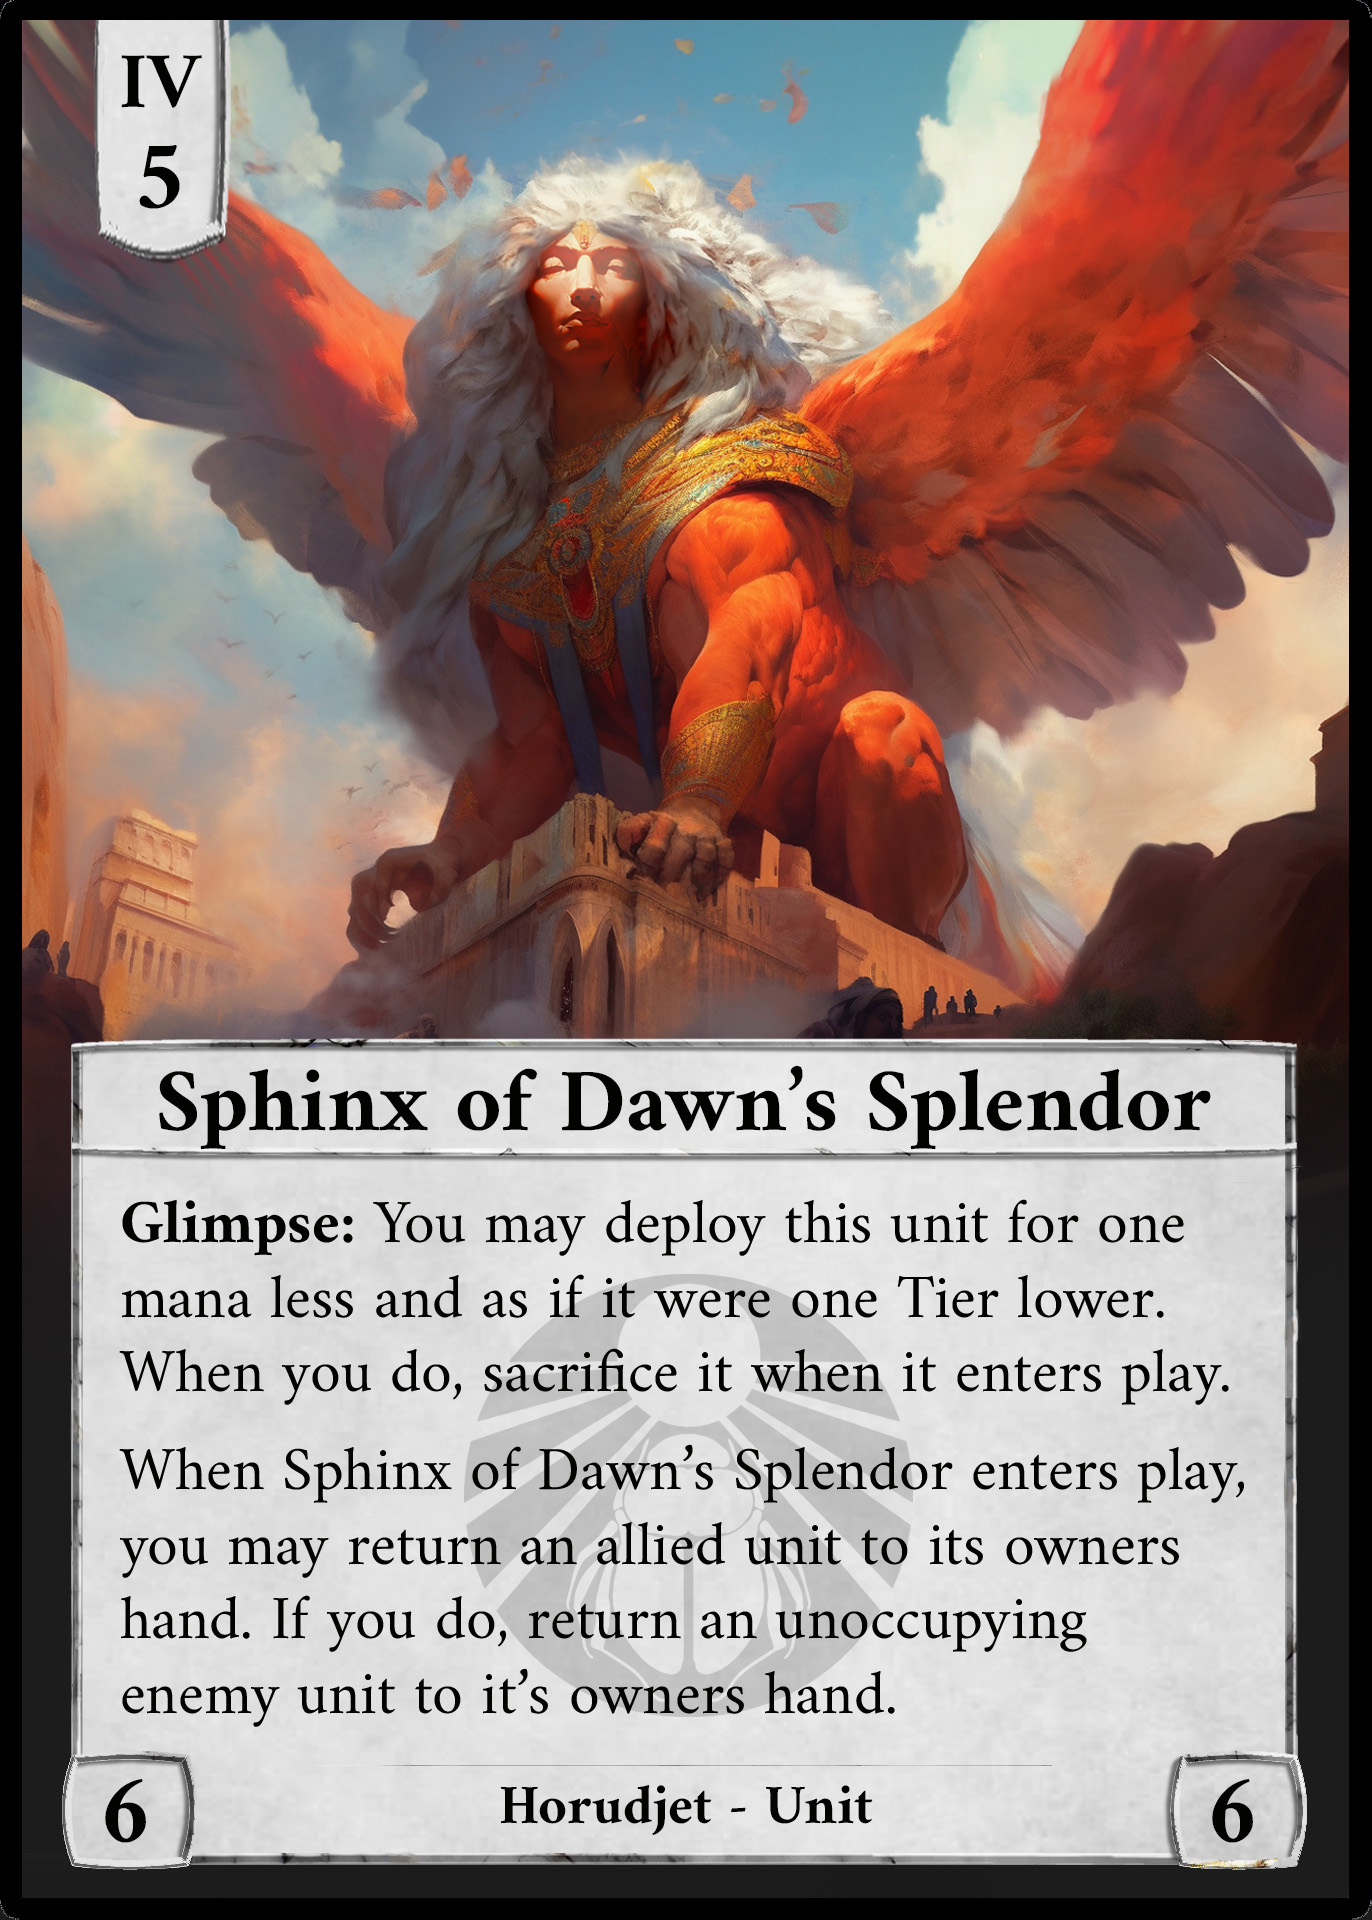 IV
5
Sphinx of Dawn’s Splendor
Glimpse: You may deploy this unit for one
mana less and as if it were one Tier lower.
When you do, sacrifice it when it enters play.
When Sphinx of Dawn’s Splendor enters play,
you may return an allied unit to its owners
hand. If you do, return an unoccupying
enemy unit to it’s owners hand.
6
Horudjet - Unit
6